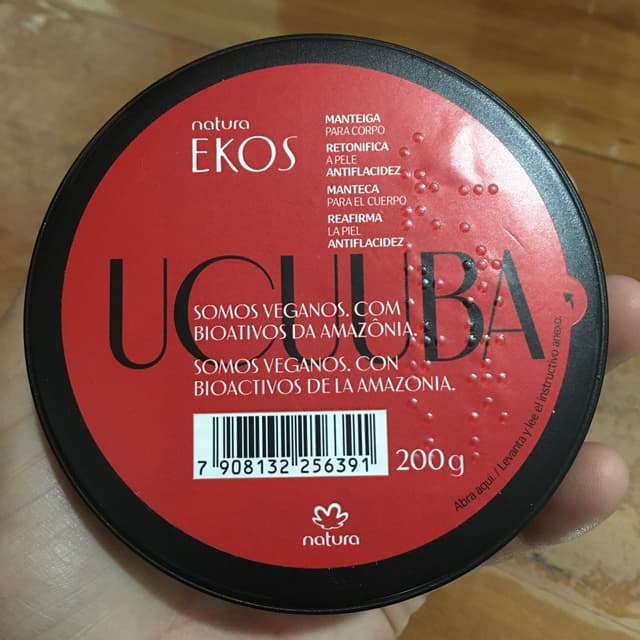 natura
EKOS
MANTEIGA
PARA CORPO
RETONIFICA
A PELE
ANTIFLACIDEZ
MANTECA
PARA EL CUERPO
REAFIRMA
LA PIEL
ANTIFLACIDEZ
UCUUBA
SOMOS VEGANOS. COM
BIOATIVOS DA AMAZÔNIA.
SOMOS VEGANOS. CON
BIOACTIVOS DE LA AMAZONIA.
7 908132 256391
200g
natura
Abra aqui. / Levanta y lee el instructivo anexo.